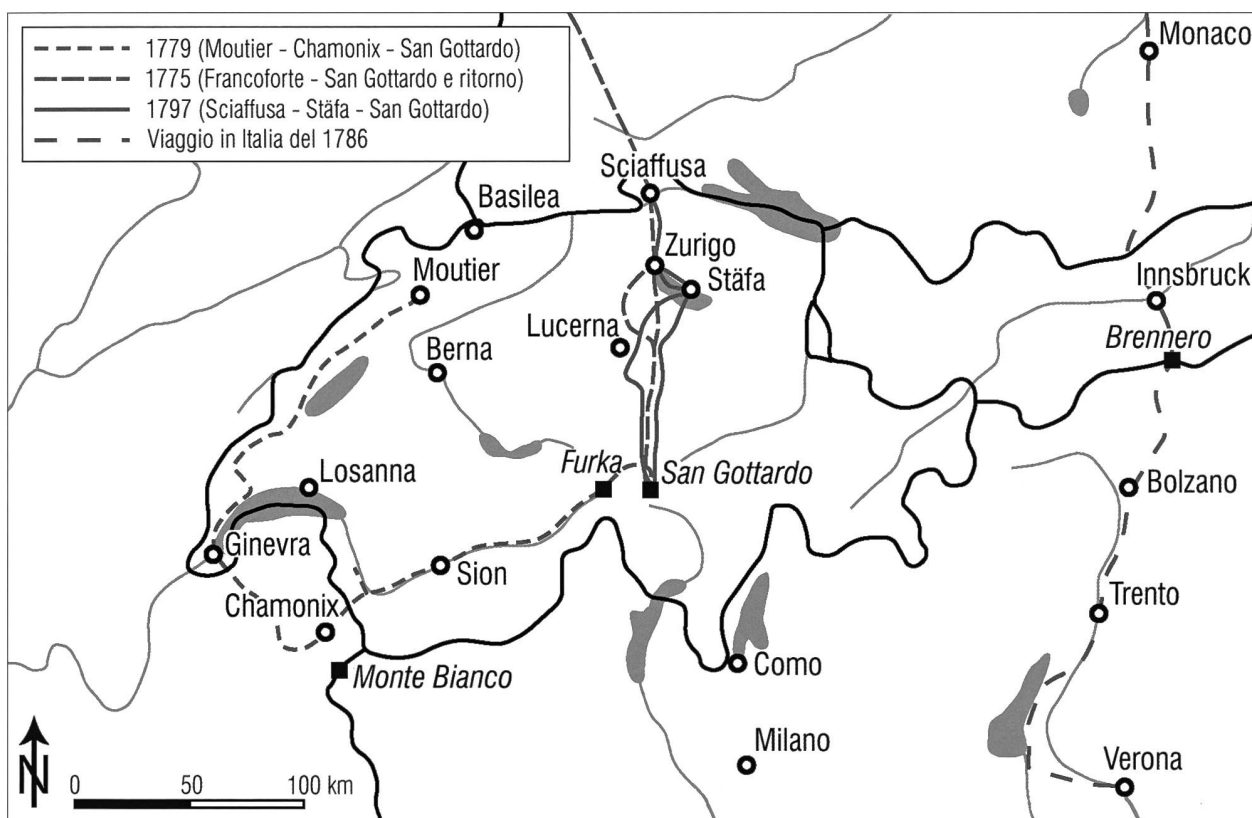 1779 (Moutier - Chamonix - San Gottardo)
1775 (Francoforte - San Gottardo e ritorno)
1797 (Sciaffusa - Stäfa - San Gottardo)
Viaggio in Italia del 1786
Monaco
Sciaffusa
Basilea
Zurigo
Moutier
Stäfa
Innsbruck
Lucerna
Brennero
Berna
Losanna
Furka
San Gottardo
Bolzano
Ginevra
Sion
Chamonix
Trento
Monte Bianco
Como
Milano
Verona
N
0 50 100 km